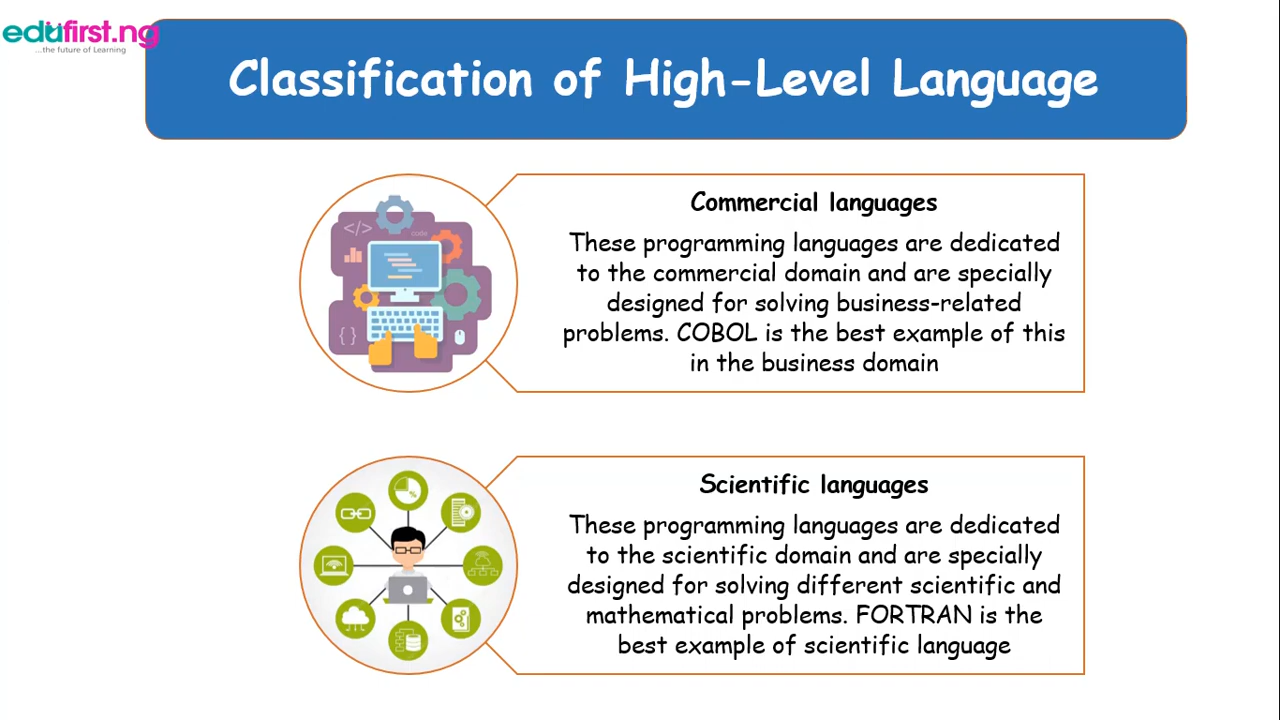 edufirst.ng
...the future of Learning
Classification of High-Level Language
Commercial languages
These programming languages are dedicated
to the commercial domain and are specially
designed for solving business-related
problems. COBOL is the best example of this
in the business domain
</>
code
{ }
Scientific languages
These programming languages are dedicated
to the scientific domain and are specially
designed for solving different scientific and
mathematical problems. FORTRAN is the
best example of scientific language
%